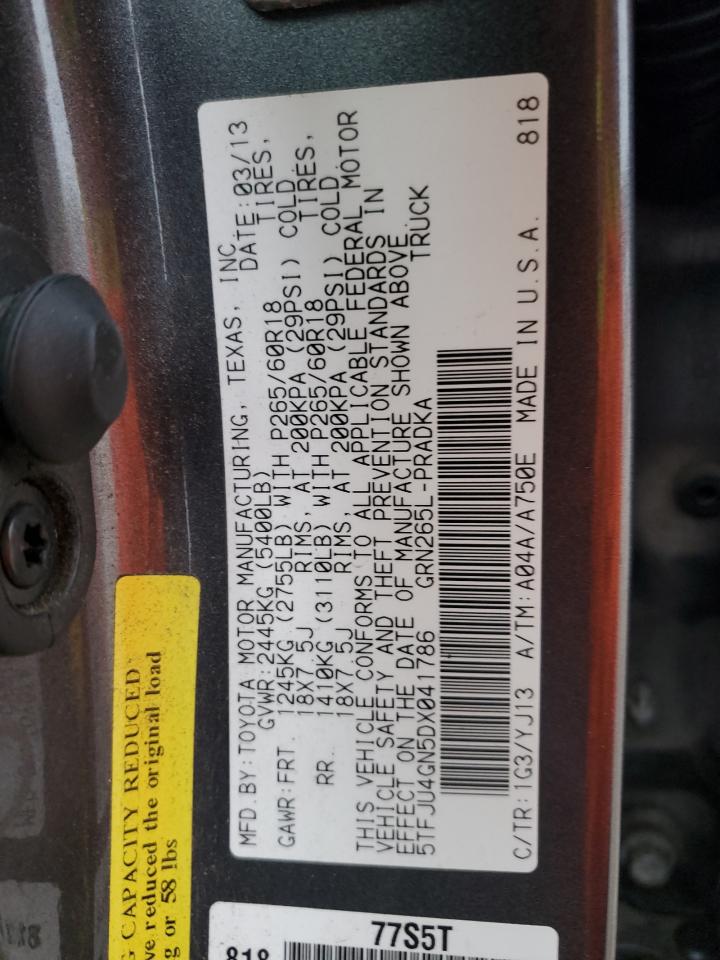 MFD.BY:TOYOTA MOTOR MANUFACTURING, TEXAS, INC.
GVWR:2445KG (5400LB) DATE:03/13
GAWR:FRT 1245KG (2755LB) WITH P265/60R18 TIRES,
18X7.5J RIMS, AT 200KPA (29PSI) COLD
RR. 1410KG (3110LB) WITH P265/60R18 TIRES,
18X7.5J RIMS, AT 200KPA (29PSI) COLD
THIS VEHICLE CONFORMS TO ALL APPLICABLE FEDERAL MOTOR
VEHICLE SAFETY AND THEFT PREVENTION STANDARDS IN
EFFECT ON THE DATE OF MANUFACTURE SHOWN ABOVE.
5TFJU4GN5DX041786 GRN265L-PRADKA TRUCK
C/TR:1G3/YJ13 A/TM:A04A/A750E MADE IN U.S.A. 818
CAPACITY REDUCED
reduced the original load
or 58 lbs
77S5T
818